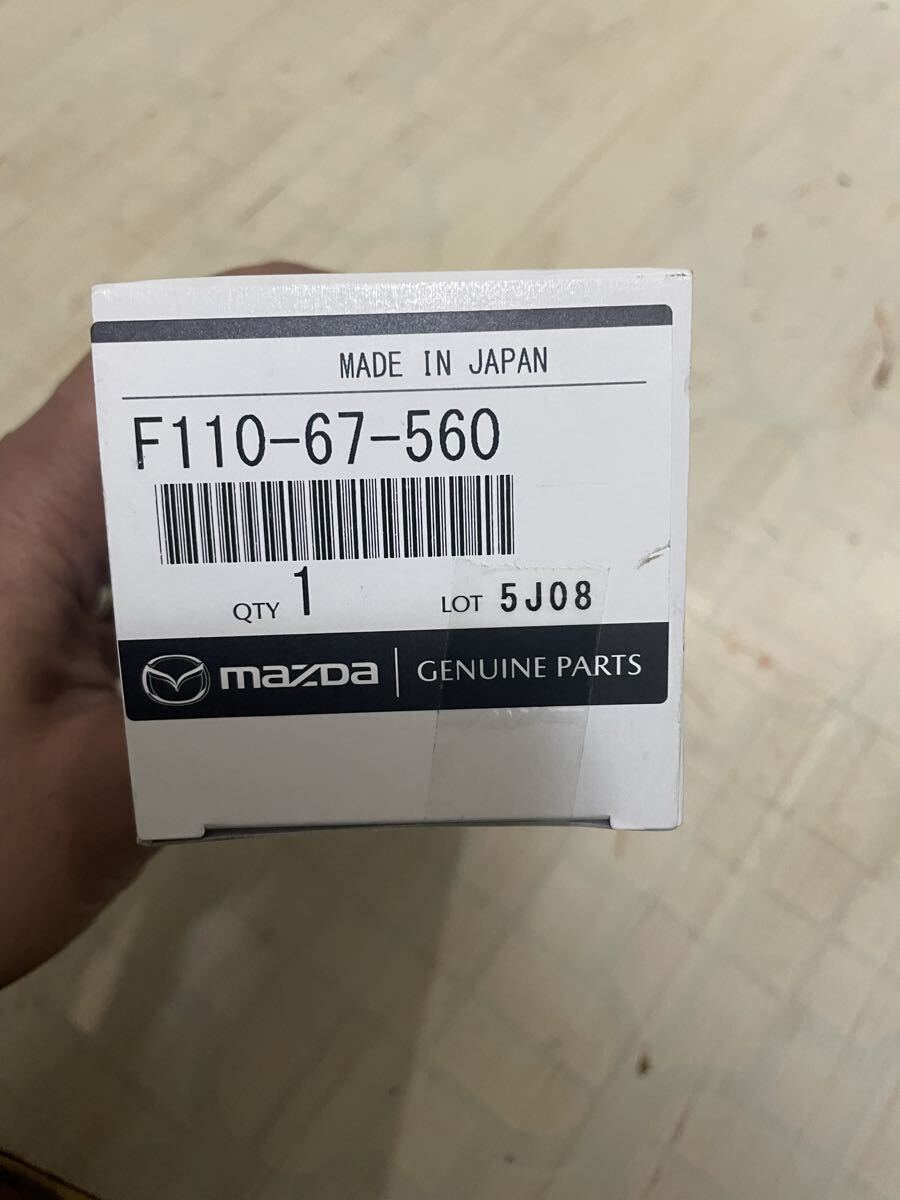 MADE IN JAPAN
F110-67-560
QTY 1 LOT 5J08
mazda GENUINE PARTS